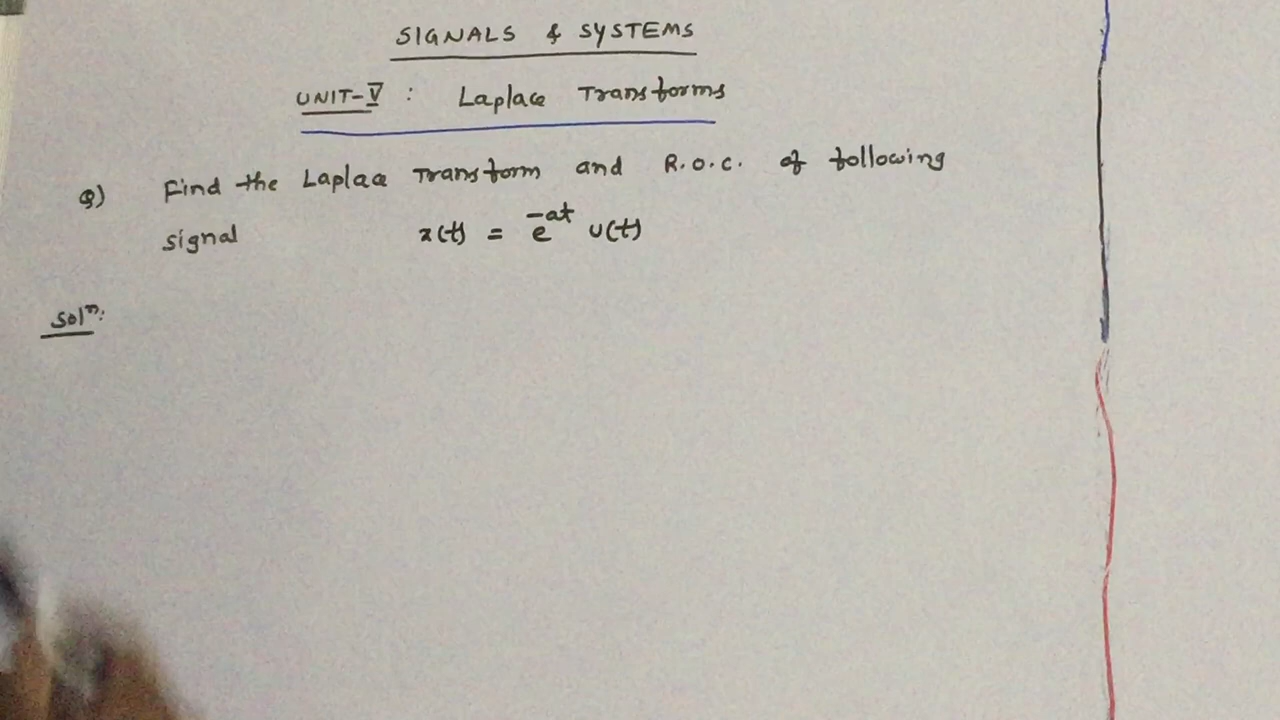 SIGNALS & SYSTEMS
UNIT-V : Laplace Transforms
Q) Find the Laplace Transform and R.O.C. of following
signal x(t) = e^-at u(t)
Solⁿ: